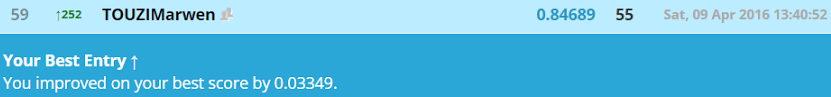 59 ↑252 TOUZIMarwen 0.84689 55 Sat, 09 Apr 2016 13:40:52
Your Best Entry ↑
You improved on your best score by 0.03349.